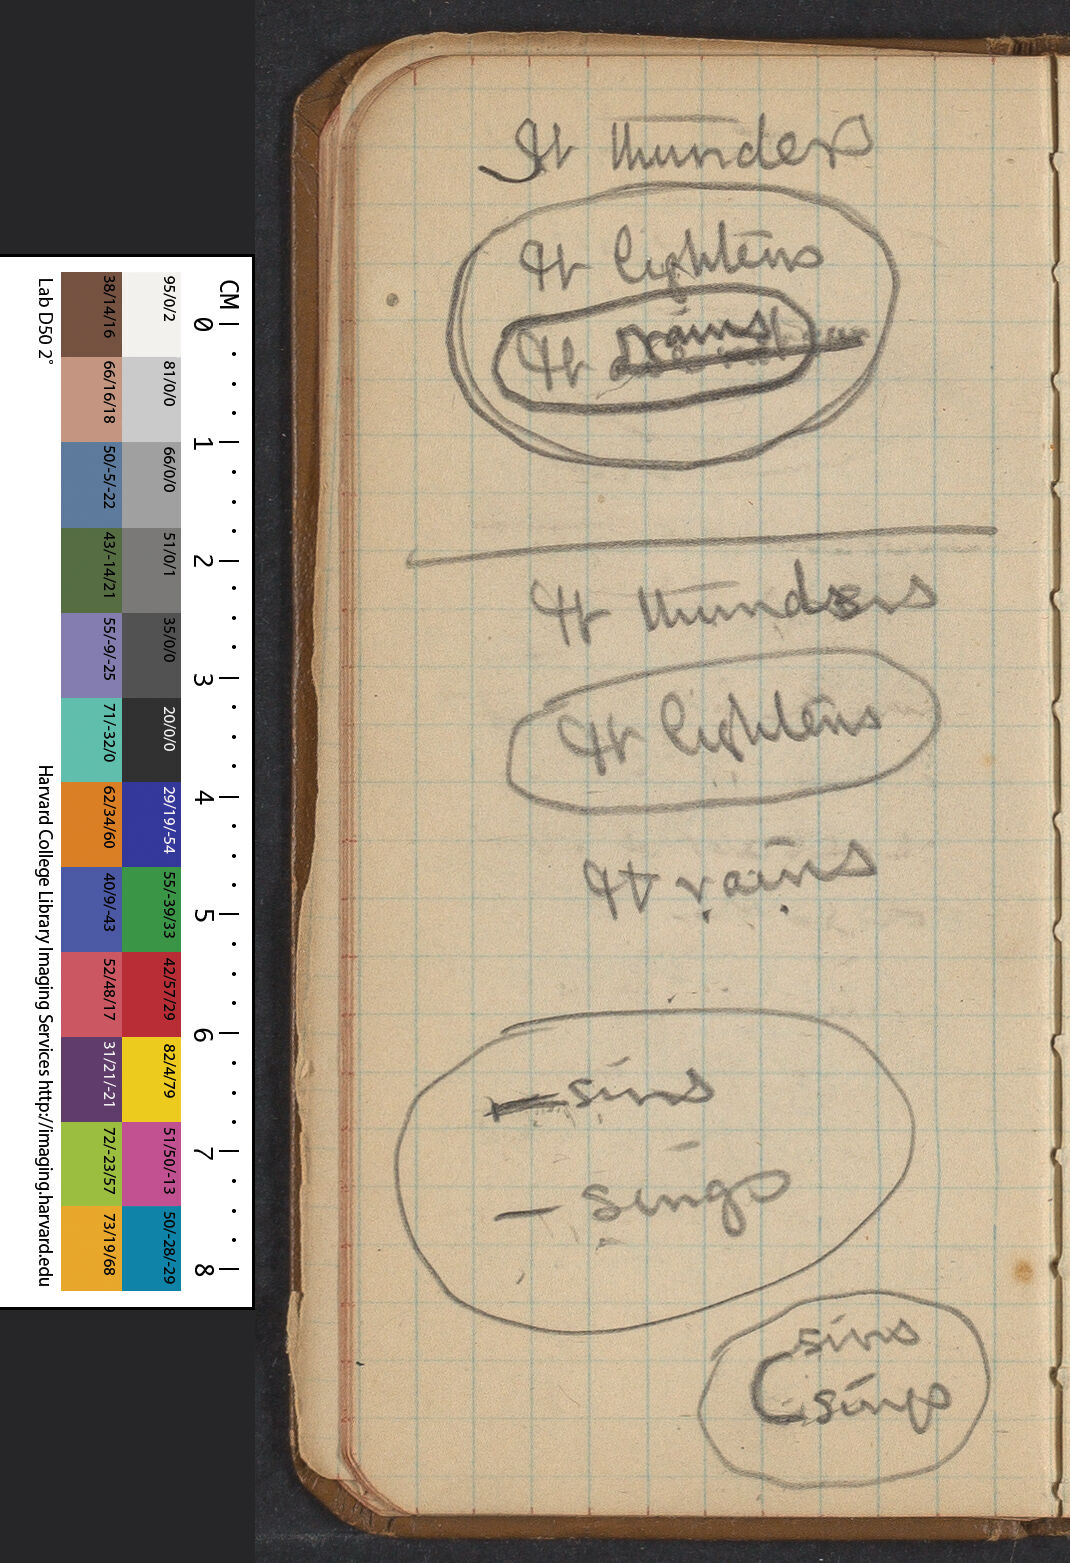 It thunders
It lightens
It rains
It thunders
It lightens
It rains
— sins
— sings
sins
sings
CM 0 1 2 3 4 5 6 7 8
95/0/2 81/0/0 66/0/0 51/0/1 35/0/0 20/0/0 29/19/-54 55/-39/33 42/57/29 82/4/79 51/50/-13 50/-28/-29
38/14/16 66/16/18 50/-5/-22 43/-14/21 55/-9/-25 71/-32/0 62/34/60 40/9/-43 52/48/17 31/21/-21 72/-23/57 73/19/68
Lab D50 2° Harvard College Library Imaging Services http://imaging.harvard.edu